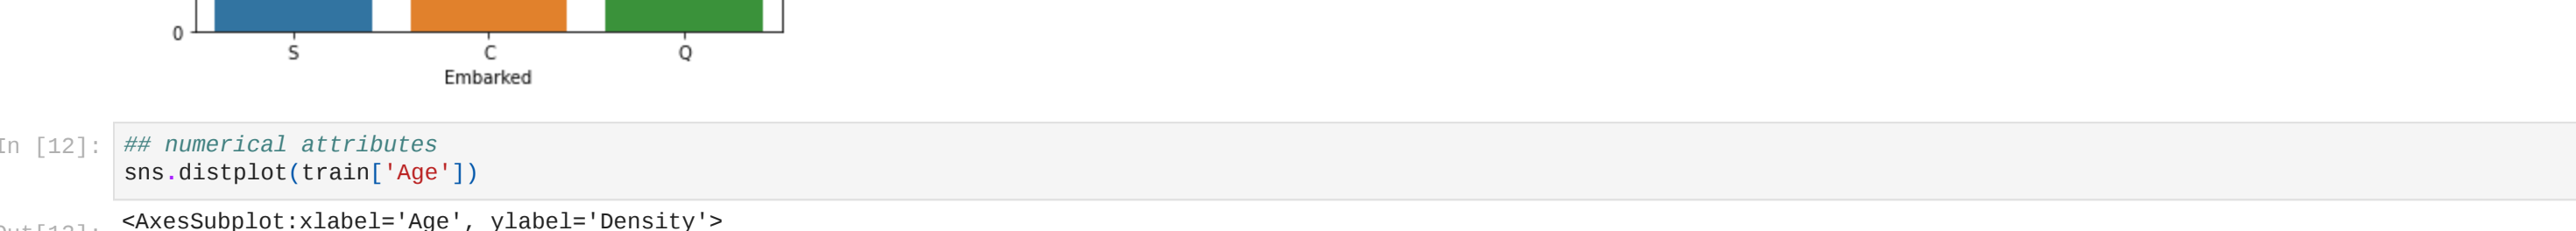 0
S C Q
Embarked
In [12]:
## numerical attributes
sns.distplot(train['Age'])
<AxesSubplot:xlabel='Age', ylabel='Density'>